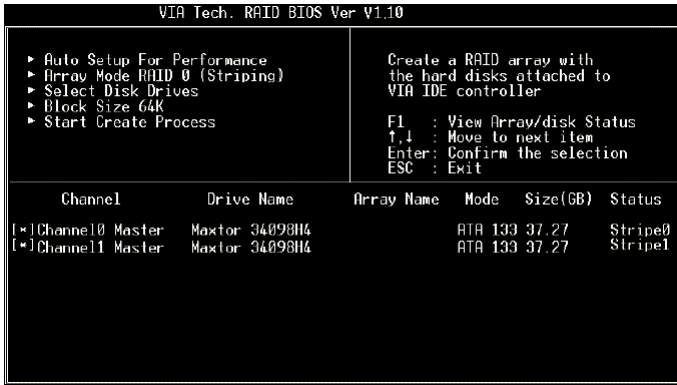 VIA Tech. RAID BIOS Ver V1.10
► Auto Setup For Performance
► Array Mode RAID 0 (Striping)
► Select Disk Drives
► Block Size 64K
► Start Create Process
Create a RAID array with
the hard disks attached to
VIA IDE controller
F1 : View Array/disk Status
↑,↓ : Move to next item
Enter: Confirm the selection
ESC : Exit
Channel Drive Name Array Name Mode Size(GB) Status
[*]Channel0 Master Maxtor 34098H4 ATA 133 37.27 Stripe0
[*]Channel1 Master Maxtor 34098H4 ATA 133 37.27 Stripe1